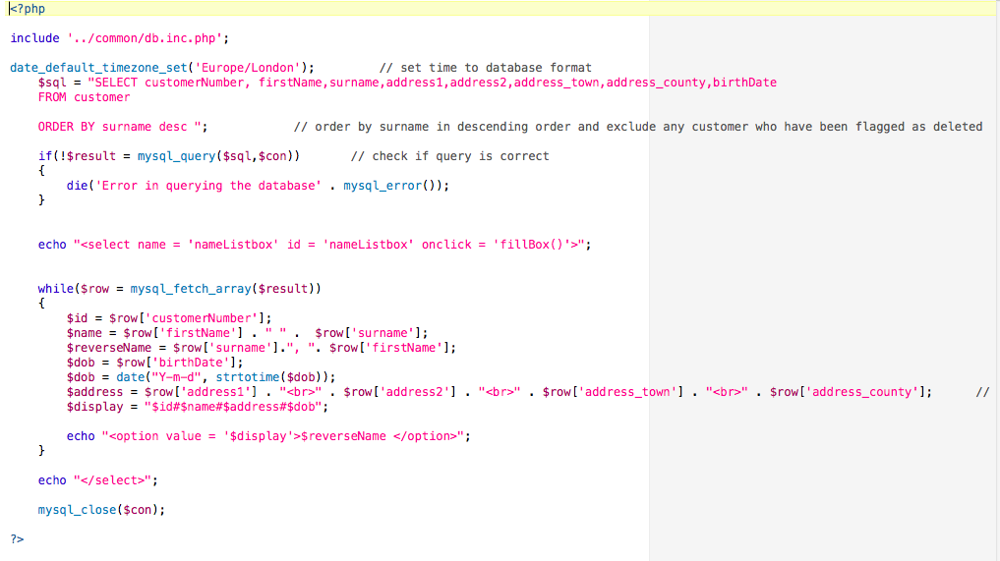 <?php
include '../common/db.inc.php';
date_default_timezone_set('Europe/London');         // set time to database format
    $sql = "SELECT customerNumber, firstName,surname,address1,address2,address_town,address_county,birthDate
    FROM customer
    ORDER BY surname desc ";            // order by surname in descending order and exclude any customer who have been flagged as deleted
    if(!$result = mysql_query($sql,$con))       // check if query is correct
    {
        die('Error in querying the database' . mysql_error());
    }
    echo "<select name = 'nameListbox' id = 'nameListbox' onclick = 'fillBox()'>";
    while($row = mysql_fetch_array($result))
    {
        $id = $row['customerNumber'];
        $name = $row['firstName'] . " " .  $row['surname'];
        $reverseName = $row['surname'].", ". $row['firstName'];
        $dob = $row['birthDate'];
        $dob = date("Y-m-d", strtotime($dob));
        $address = $row['address1'] . "<br>" . $row['address2'] . "<br>" . $row['address_town'] . "<br>" . $row['address_county'];      //
        $display = "$id#$name#$address#$dob";
        echo "<option value = '$display'>$reverseName </option>";
    }
    echo "</select>";
    mysql_close($con);
?>